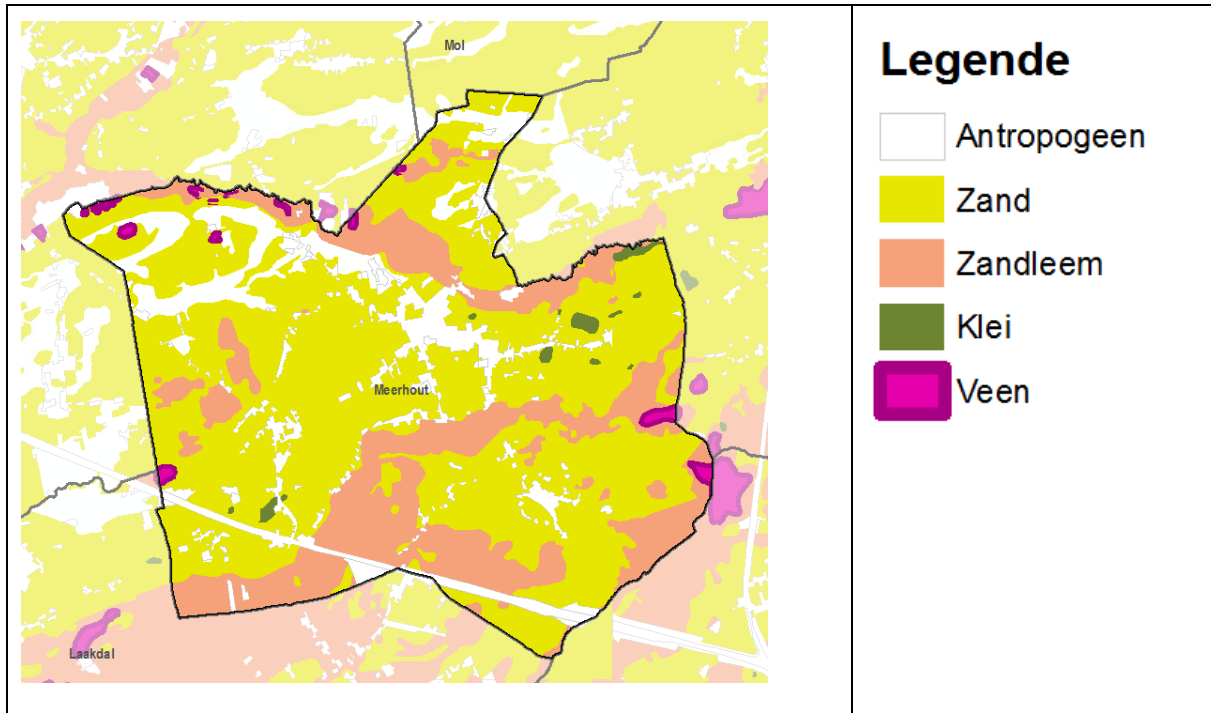 Mol
Meerhout
Laakdal
Legende
Antropogeen
Zand
Zandleem
Klei
Veen